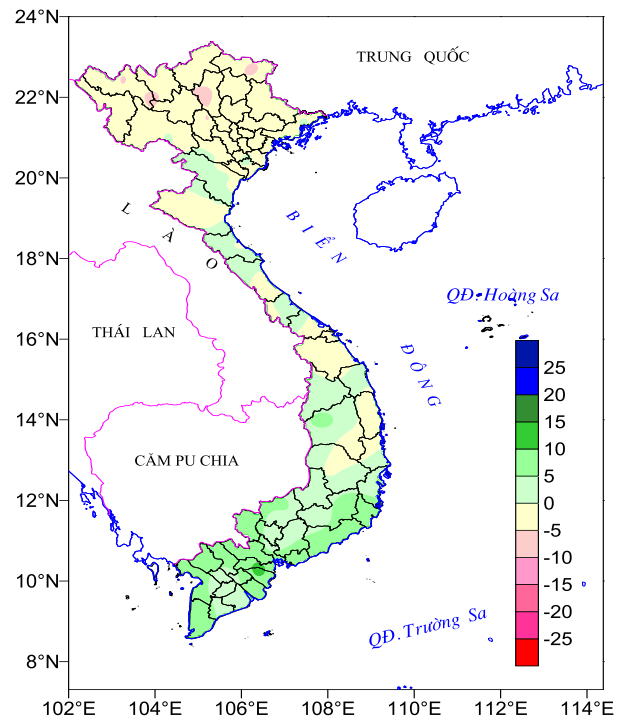 24°N
TRUNG QUỐC
22°N
20°N
LÀO
BIỂN
18°N
QĐ. Hoàng Sa
THÁI LAN
16°N
ĐÔNG
25
20
15
14°N
10
CĂM PU CHIA
5
12°N
0
-5
-10
10°N
-15
-20
QĐ. Trường Sa
-25
8°N
102°E 104°E 106°E 108°E 110°E 112°E 114°E